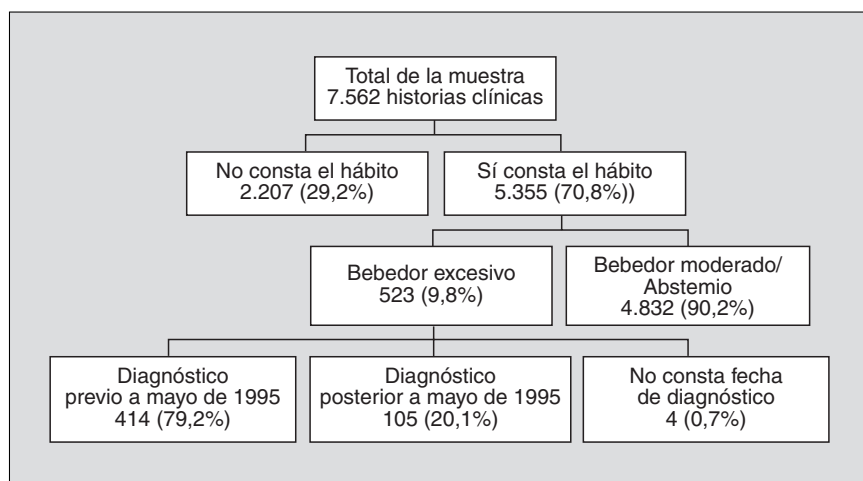 Total de la muestra
7.562 historias clínicas
No consta el hábito
2.207 (29,2%)
Sí consta el hábito
5.355 (70,8%))
Bebedor excesivo
523 (9,8%)
Bebedor moderado/
Abstemio
4.832 (90,2%)
Diagnóstico
previo a mayo de 1995
414 (79,2%)
Diagnóstico
posterior a mayo de 1995
105 (20,1%)
No consta fecha
de diagnóstico
4 (0,7%)